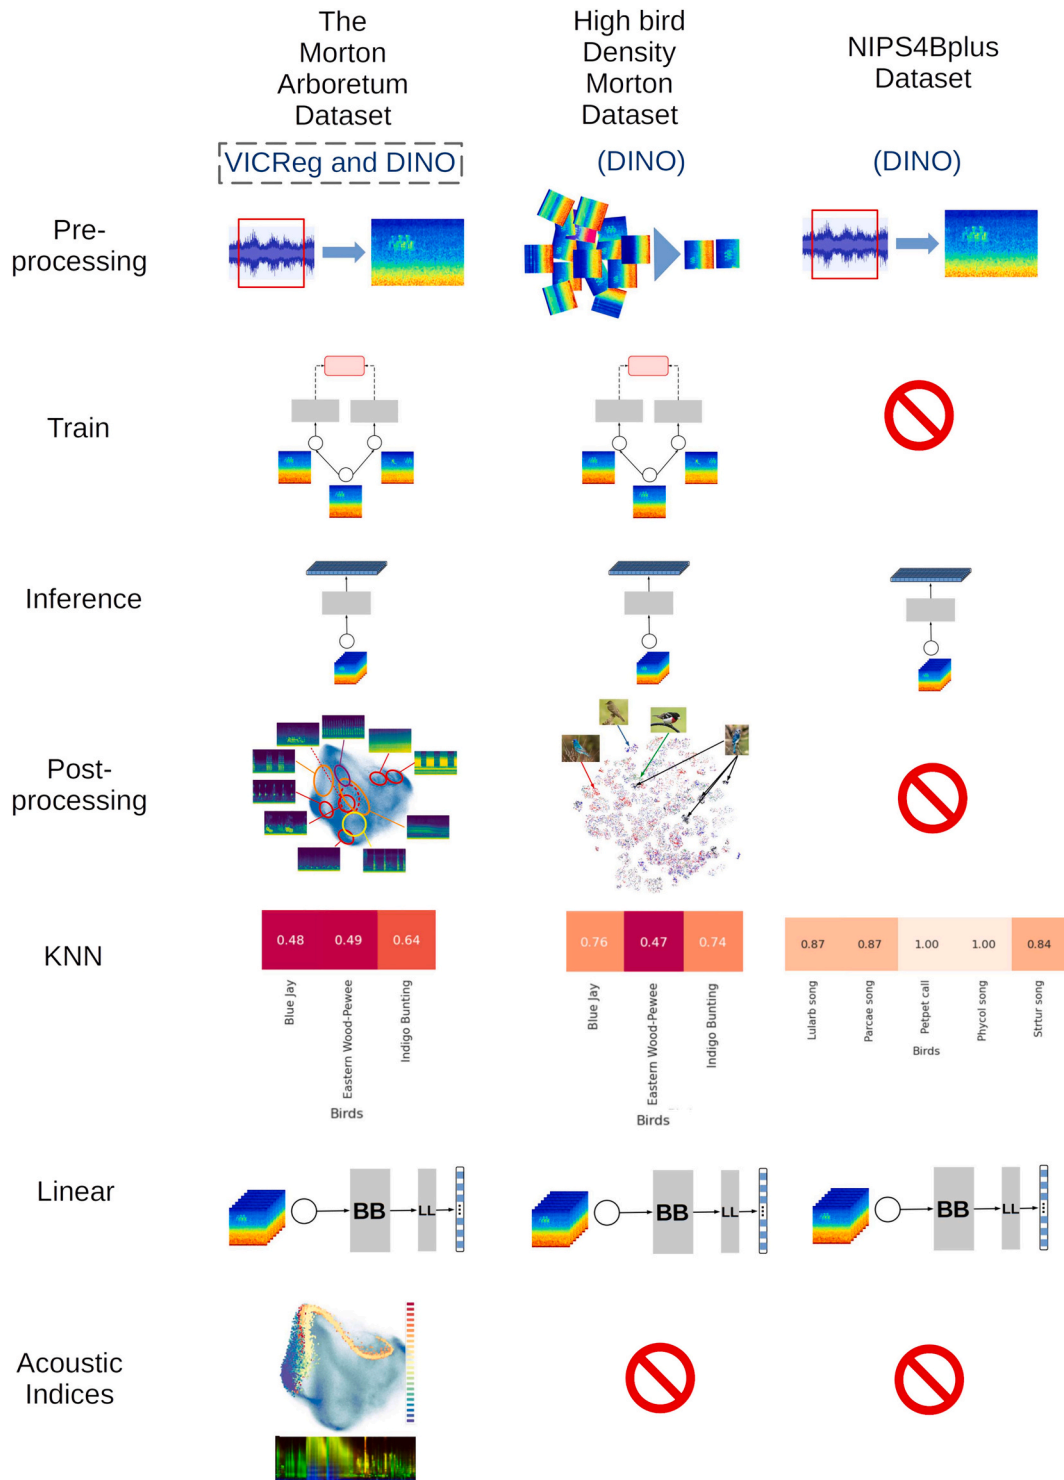 The
Morton
Arboretum
Dataset
High bird
Density
Morton
Dataset
NIPS4Bplus
Dataset
VICReg and DINO
(DINO)
(DINO)
Pre-
processing
Train
Inference
Post-
processing
KNN
0.48 0.49 0.64
Blue Jay
Eastern Wood-Pewee
Indigo Bunting
Birds
0.76 0.47 0.74
Blue Jay
Eastern Wood-Pewee
Indigo Bunting
Birds
0.87 0.87 1.00 1.00 0.84
Lularb song
Parcae song
Petpet call
Phycol song
Strtur song
Birds
Linear
BB LL
BB LL
BB LL
Acoustic
Indices